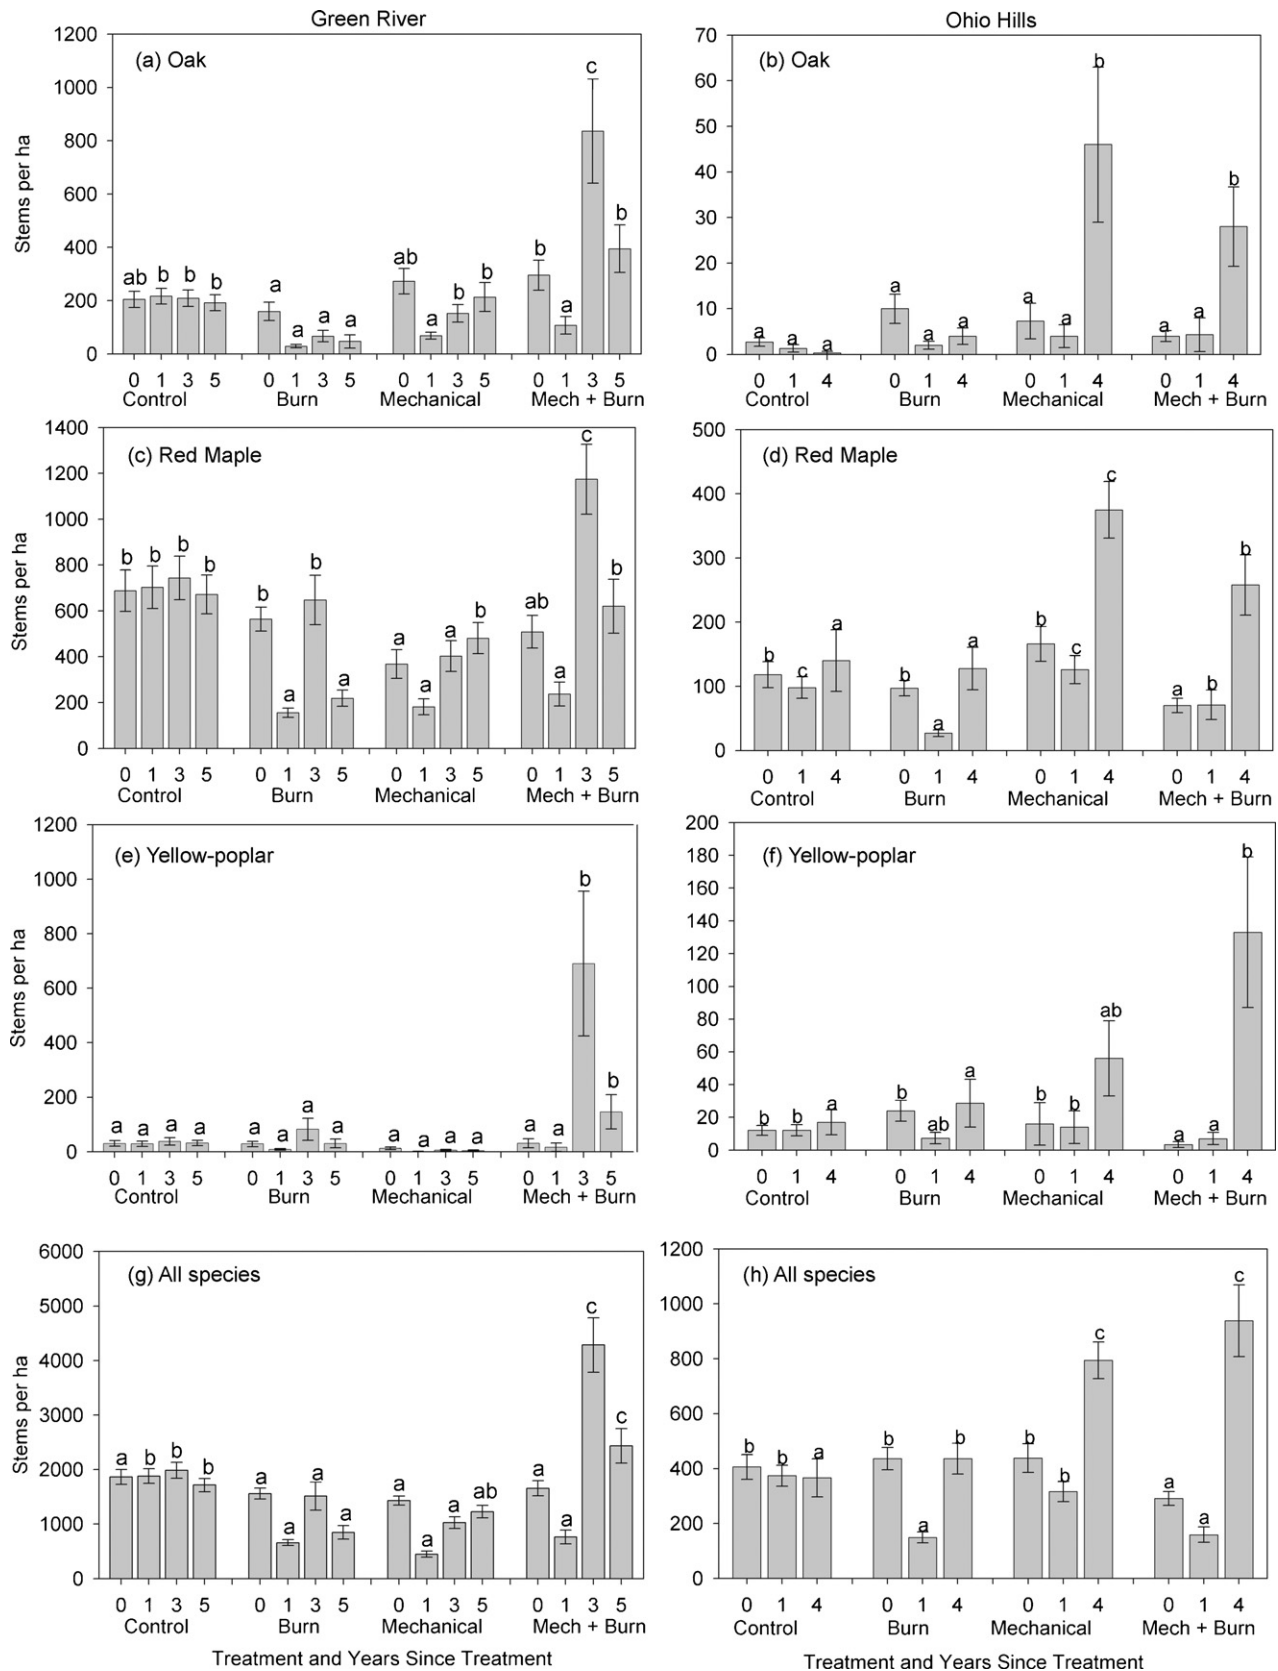 Green River
Ohio Hills
(a) Oak
Stems per ha
1200
1000
800
600
400
200
0
ab b b b a a a a ab a b b b a c b
0 1 3 5 0 1 3 5 0 1 3 5 0 1 3 5
Control Burn Mechanical Mech + Burn
(b) Oak
70
60
50
40
30
20
10
0
a a a a a a a a b a a b
0 1 4 0 1 4 0 1 4 0 1 4
Control Burn Mechanical Mech + Burn
(c) Red Maple
Stems per ha
1400
1200
1000
800
600
400
200
0
b b b b b a b a a a a b ab a c b
0 1 3 5 0 1 3 5 0 1 3 5 0 1 3 5
Control Burn Mechanical Mech + Burn
(d) Red Maple
500
400
300
200
100
0
b c a b a a b c c a b b
0 1 4 0 1 4 0 1 4 0 1 4
Control Burn Mechanical Mech + Burn
(e) Yellow-poplar
Stems per ha
1200
1000
800
600
400
200
0
a a a a a a a a a a a a a a b b
0 1 3 5 0 1 3 5 0 1 3 5 0 1 3 5
Control Burn Mechanical Mech + Burn
(f) Yellow-poplar
200
180
160
140
120
100
80
60
40
20
0
b b a b ab a b b ab a a b
0 1 4 0 1 4 0 1 4 0 1 4
Control Burn Mechanical Mech + Burn
(g) All species
Stems per ha
6000
5000
4000
3000
2000
1000
0
a b b b a a a a a a a ab a a c c
0 1 3 5 0 1 3 5 0 1 3 5 0 1 3 5
Control Burn Mechanical Mech + Burn
Treatment and Years Since Treatment
(h) All species
1200
1000
800
600
400
200
0
b b a b a b b b c a a c
0 1 4 0 1 4 0 1 4 0 1 4
Control Burn Mechanical Mech + Burn
Treatment and Years Since Treatment